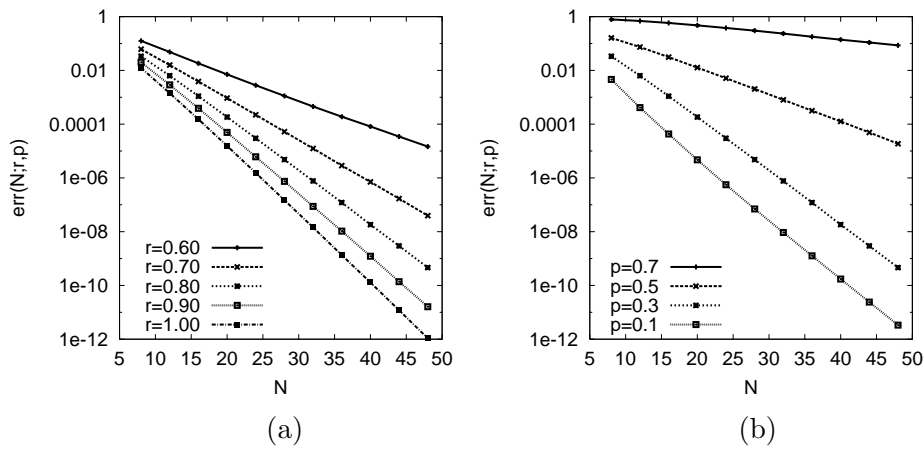 1
0.01
0.0001
1e-06
1e-08
1e-10
1e-12
err(N;r,p)
r=0.60
r=0.70
r=0.80
r=0.90
r=1.00
5 10 15 20 25 30 35 40 45 50
N
(a)
1
0.01
0.0001
1e-06
1e-08
1e-10
1e-12
err(N;r,p)
p=0.7
p=0.5
p=0.3
p=0.1
5 10 15 20 25 30 35 40 45 50
N
(b)